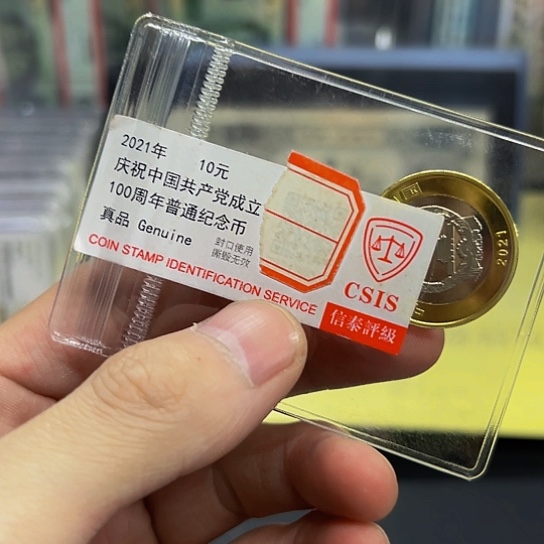 2021年 10元
庆祝中国共产党成立
100周年普通纪念币
真品 Genuine
封口使用
撕毁无效
COIN STAMP IDENTIFICATION SERVICE
CSIS
信泰評級
2021